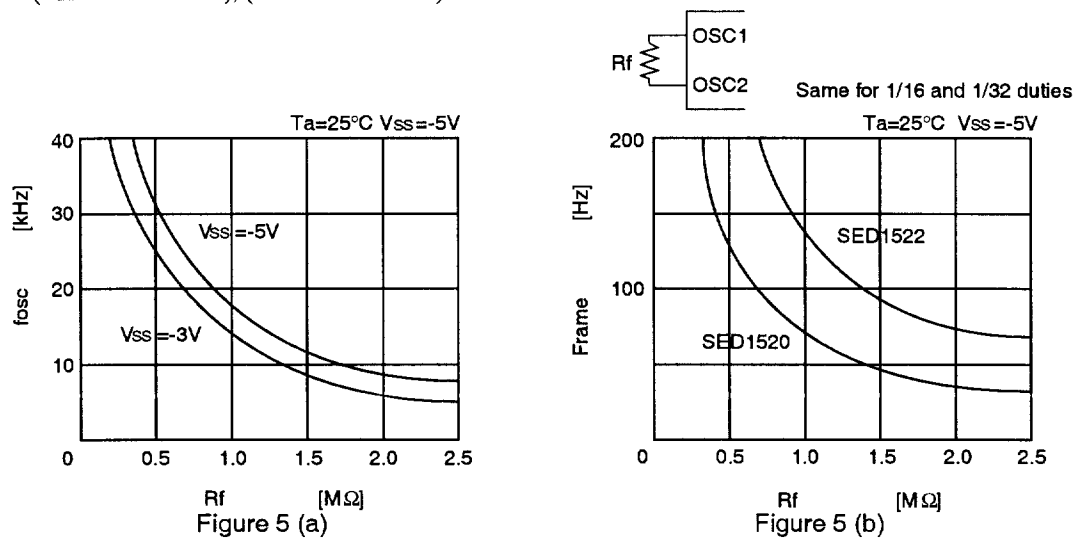 OSC1
Rf
OSC2
Same for 1/16 and 1/32 duties
Ta=25°C VSS=-5V
40
[kHz]
30
VSS=-5V
20
fosc
VSS=-3V
10
0 0.5 1.0 1.5 2.0 2.5
Rf [MΩ]
Figure 5 (a)
Ta=25°C VSS=-5V
200
[Hz]
SED1522
100
Frame
SED1520
0 0.5 1.0 1.5 2.0 2.5
Rf [MΩ]
Figure 5 (b)